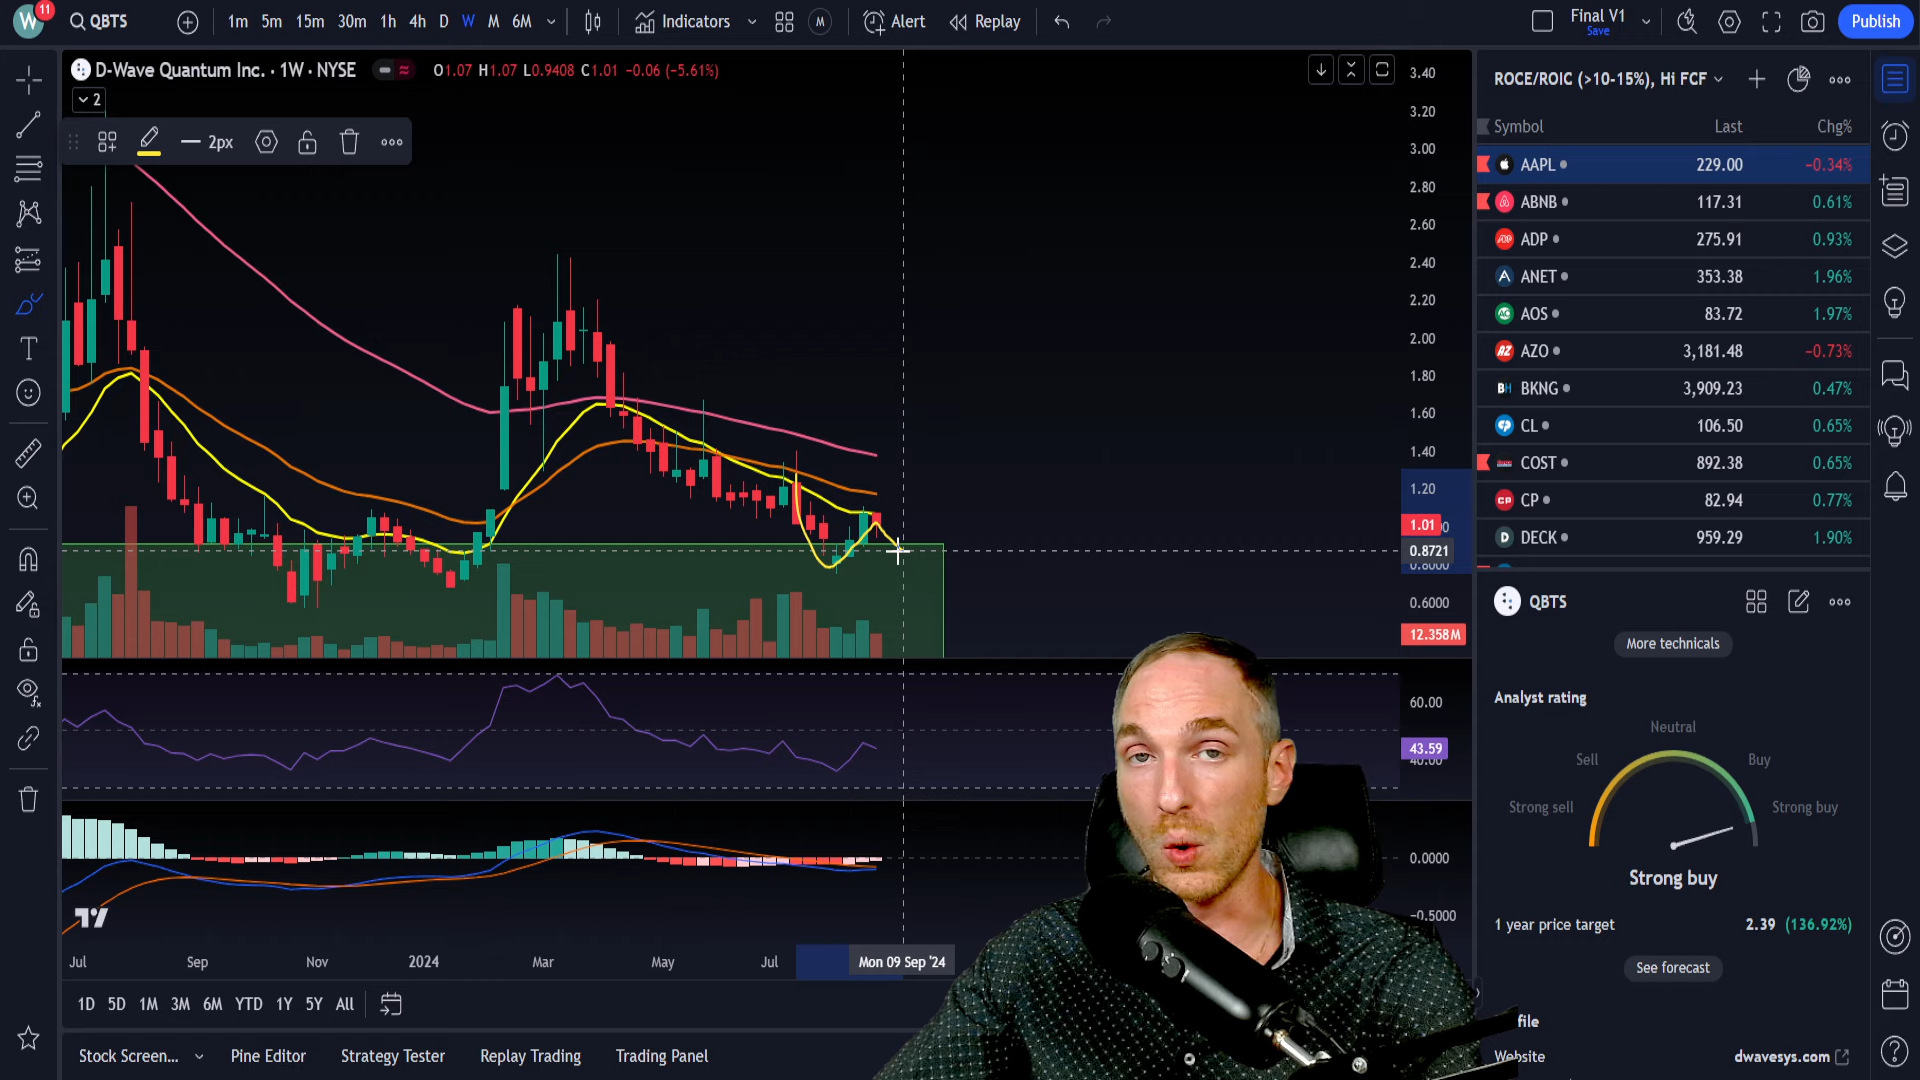 W 11 QBTS 1m 5m 15m 30m 1h 4h D W M 6M Indicators M Alert Replay Final V1 Save Publish
D-Wave Quantum Inc. · 1W · NYSE O1.07 H1.07 L0.9408 C1.01 −0.06 (−5.61%)
2
2px
3.40
3.20
3.00
2.80
2.60
2.40
2.20
2.00
1.80
1.60
1.40
1.20
1.01
0.8721
0.8000
0.6000
12.358M
60.00
43.59
40.00
0.0000
−0.5000
Jul Sep Nov 2024 Mar May Jul Mon 09 Sep '24
1D 5D 1M 3M 6M YTD 1Y 5Y All
Stock Screen... Pine Editor Strategy Tester Replay Trading Trading Panel
ROCE/ROIC (>10-15%), Hi FCF
Symbol Last Chg%
AAPL 229.00 −0.34%
ABNB 117.31 0.61%
ADP 275.91 0.93%
ANET 353.38 1.96%
AOS 83.72 1.97%
AZO 3,181.48 −0.73%
BKNG 3,909.23 0.47%
CL 106.50 0.65%
COST 892.38 0.65%
CP 82.94 0.77%
DECK 959.29 1.90%
QBTS
More technicals
Analyst rating
Neutral
Sell Buy
Strong sell Strong buy
Strong buy
1 year price target 2.39 (136.92%)
See forecast
file
Website dwavesys.com